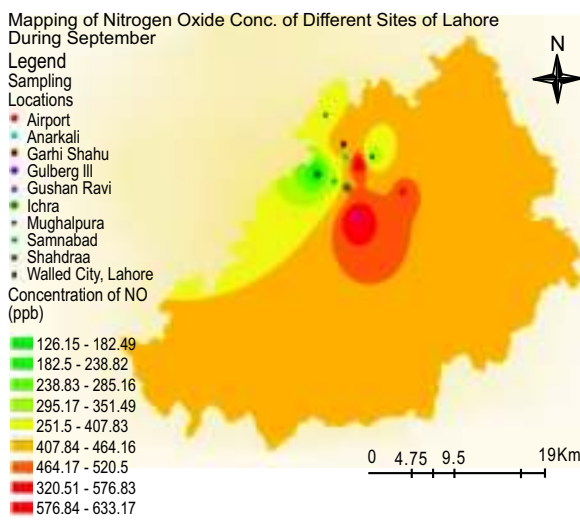 Mapping of Nitrogen Oxide Conc. of Different Sites of Lahore
During September
N
Legend
Sampling
Locations
Airport
Anarkali
Garhi Shahu
Gulberg III
Gushan Ravi
Ichra
Mughalpura
Samnabad
Shahdraa
Walled City, Lahore
Concentration of NO
(ppb)
126.15 - 182.49
182.5 - 238.82
238.83 - 285.16
295.17 - 351.49
251.5 - 407.83
407.84 - 464.16
464.17 - 520.5
320.51 - 576.83
576.84 - 633.17
0 4.75 9.5 19Km